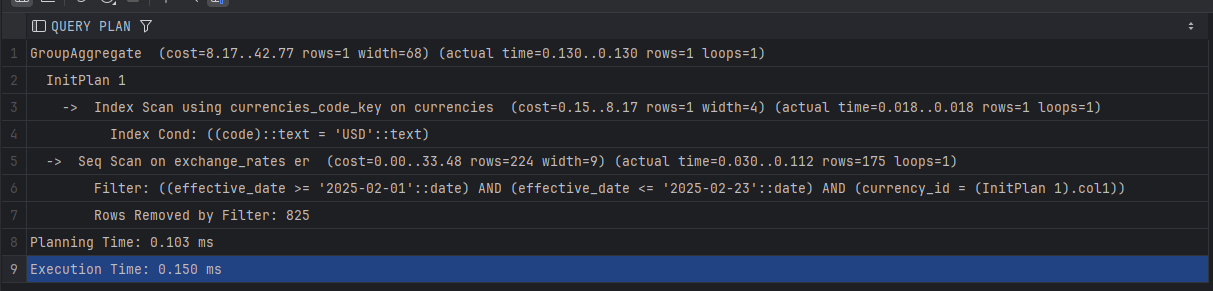 QUERY PLAN
1 GroupAggregate (cost=8.17..42.77 rows=1 width=68) (actual time=0.130..0.130 rows=1 loops=1)
2 InitPlan 1
3 -> Index Scan using currencies_code_key on currencies (cost=0.15..8.17 rows=1 width=4) (actual time=0.018..0.018 rows=1 loops=1)
4 Index Cond: ((code)::text = 'USD'::text)
5 -> Seq Scan on exchange_rates er (cost=0.00..33.48 rows=224 width=9) (actual time=0.030..0.112 rows=175 loops=1)
6 Filter: ((effective_date >= '2025-02-01'::date) AND (effective_date <= '2025-02-23'::date) AND (currency_id = (InitPlan 1).col1))
7 Rows Removed by Filter: 825
8 Planning Time: 0.103 ms
9 Execution Time: 0.150 ms